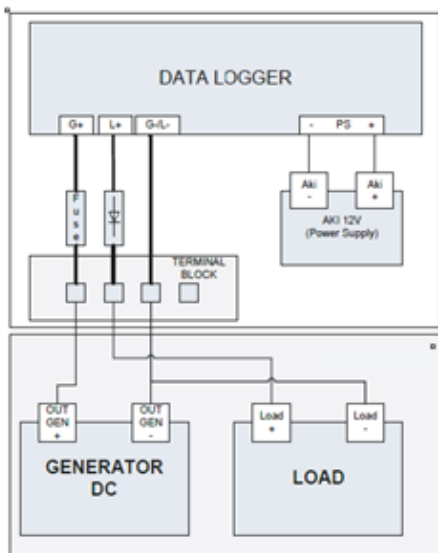 DATA LOGGER
G+ L+ G-/L- - PS +
Fuse
Aki
-
Aki
+
AKI 12V
(Power Supply)
TERMINAL
BLOCK
OUT
GEN
+
OUT
GEN
-
Load
+
Load
-
GENERATOR
DC
LOAD